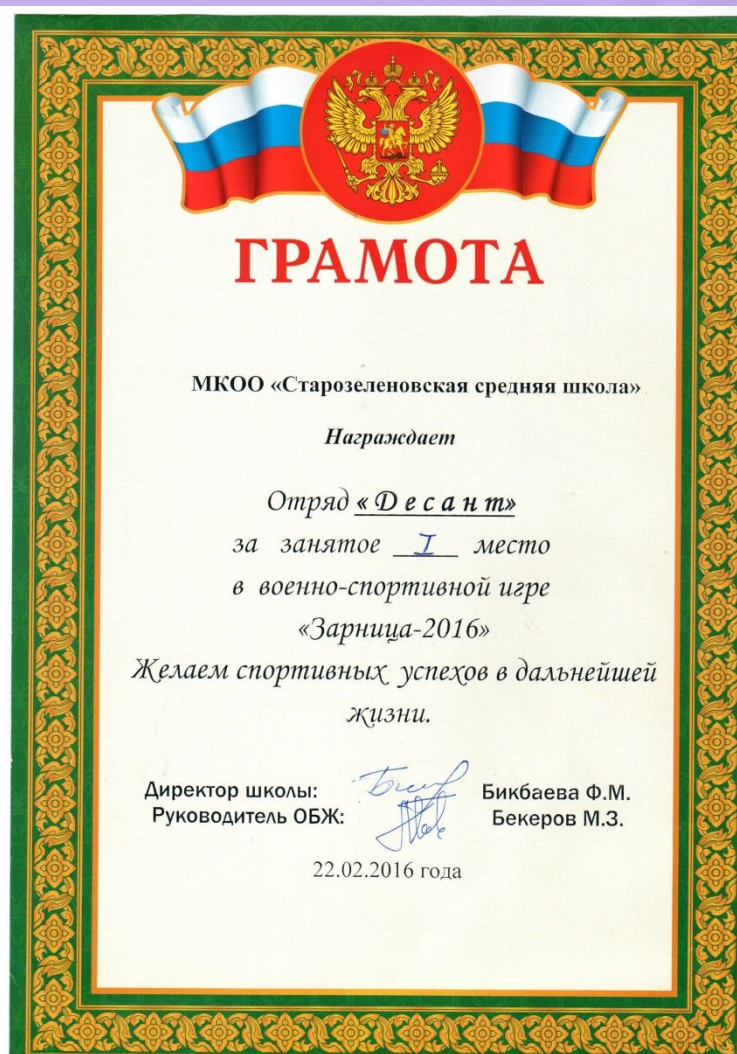 ГРАМОТА
МКОО «Старозеленовская средняя школа»
Награждает
Отряд «Десант»
за занятое I место
в военно-спортивной игре
«Зарница-2016»
Желаем спортивных успехов в дальнейшей
жизни.
Директор школы: Бикбаева Ф.М.
Руководитель ОБЖ: Бекеров М.З.
22.02.2016 года